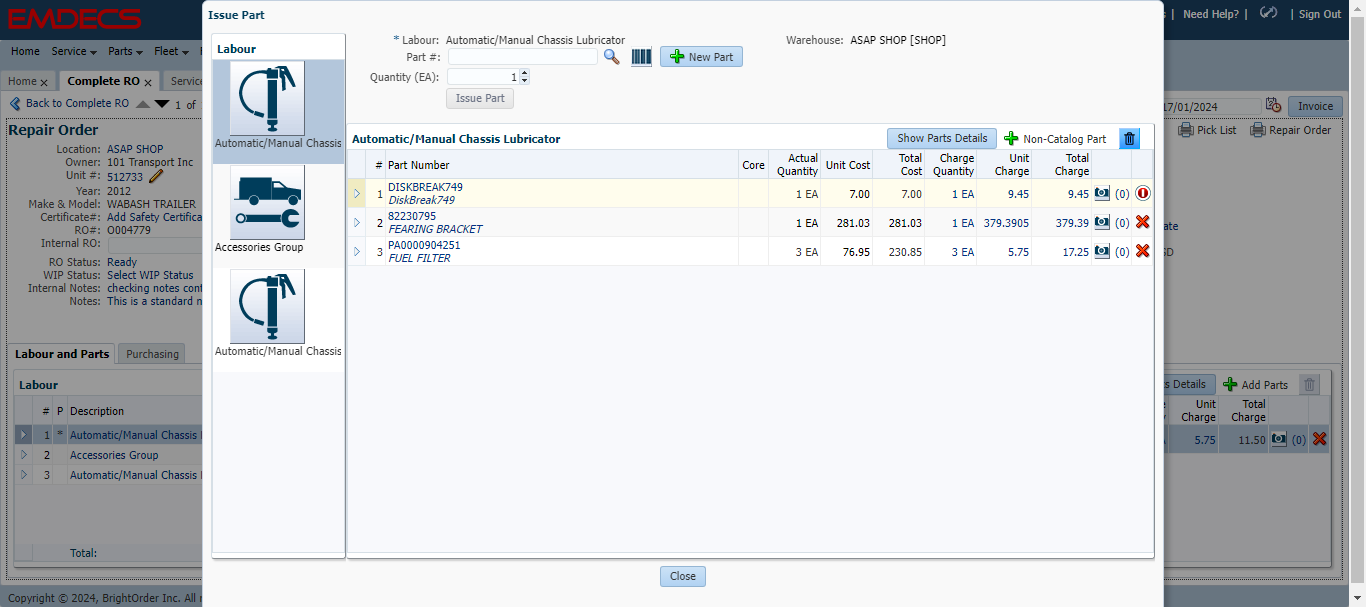 EMDECS
Need Help? | | Sign Out
Home Service Parts Fleet
Home x Complete RO x Service
Back to Complete RO 1 of
17/01/2024 Invoice
Pick List Repair Order
Repair Order
Location: ASAP SHOP
Owner: 101 Transport Inc
Unit #: 512733
Year: 2012
Make & Model: WABASH TRAILER
Certificate#: Add Safety Certifica
RO#: O004779
Internal RO:
RO Status: Ready
WIP Status: Select WIP Status
Internal Notes: checking notes cont
Notes: This is a standard n
Labour and Parts Purchasing
Labour
# P Description
1 * Automatic/Manual Chassis
2 Accessories Group
3 Automatic/Manual Chassis
Total:
Copyright © 2024, BrightOrder Inc. All
Issue Part
Labour
Automatic/Manual Chassis
Accessories Group
Automatic/Manual Chassis
* Labour: Automatic/Manual Chassis Lubricator
Warehouse: ASAP SHOP [SHOP]
Part #: New Part
Quantity (EA): 1
Issue Part
Automatic/Manual Chassis Lubricator
Show Parts Details Non-Catalog Part
# Part Number Core Actual Quantity Unit Cost Total Cost Charge Quantity Unit Charge Total Charge
1 DISKBREAK749 1 EA 7.00 7.00 1 EA 9.45 9.45 (0)
DiskBreak749
2 82230795 1 EA 281.03 281.03 1 EA 379.3905 379.39 (0)
FEARING BRACKET
3 PA0000904251 3 EA 76.95 230.85 3 EA 5.75 17.25 (0)
FUEL FILTER
Close
s Details Add Parts
Unit Charge Total Charge
5.75 11.50 (0)